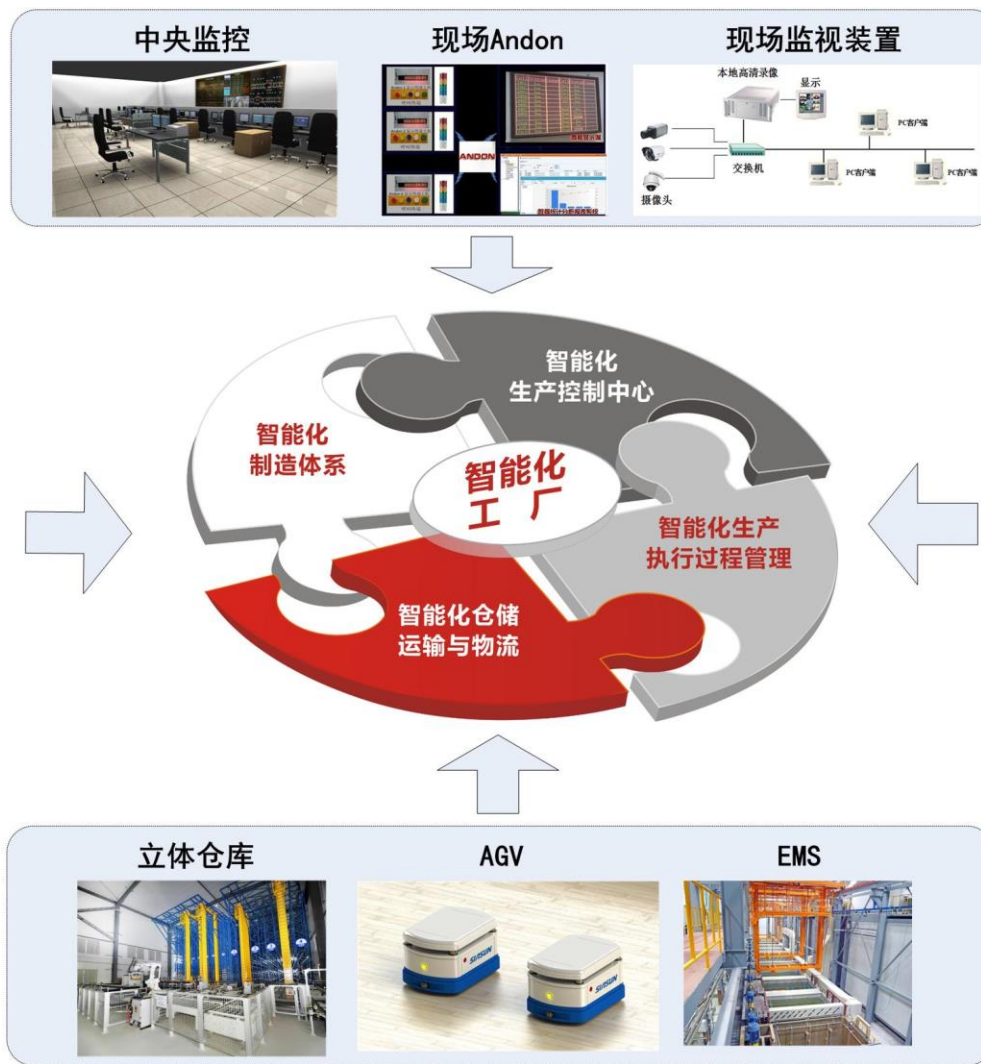 中央监控
现场Andon
现场监视装置
ANDON
本地高清录像
显示
PC客户端
交换机
PC客户端
PC客户端
摄像头
智能化
生产控制中心
智能化
制造体系
智能化
工厂
智能化生产
执行过程管理
智能化仓储
运输与物流
立体仓库
AGV
EMS
SIASUN
SIASUN